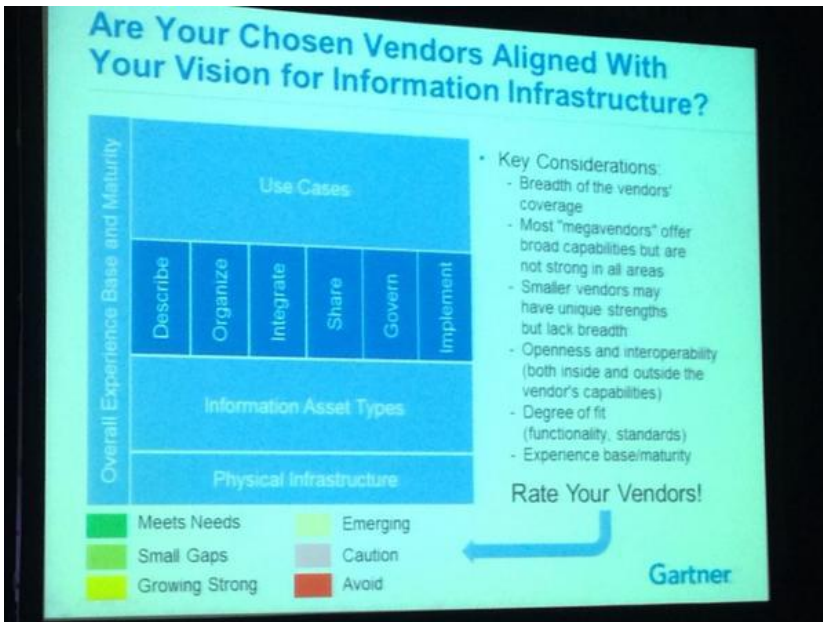 Are Your Chosen Vendors Aligned With
Your Vision for Information Infrastructure?
Overall Experience Base and Maturity
Use Cases
Describe
Organize
Integrate
Share
Govern
Implement
Information Asset Types
Physical Infrastructure
• Key Considerations:
- Breadth of the vendors'
coverage
- Most "megavendors" offer
broad capabilities but are
not strong in all areas
- Smaller vendors may
have unique strengths
but lack breadth
- Openness and interoperability
(both inside and outside the
vendor's capabilities)
- Degree of fit
(functionality, standards)
- Experience base/maturity
Rate Your Vendors!
Meets Needs
Small Gaps
Growing Strong
Emerging
Caution
Avoid
Gartner